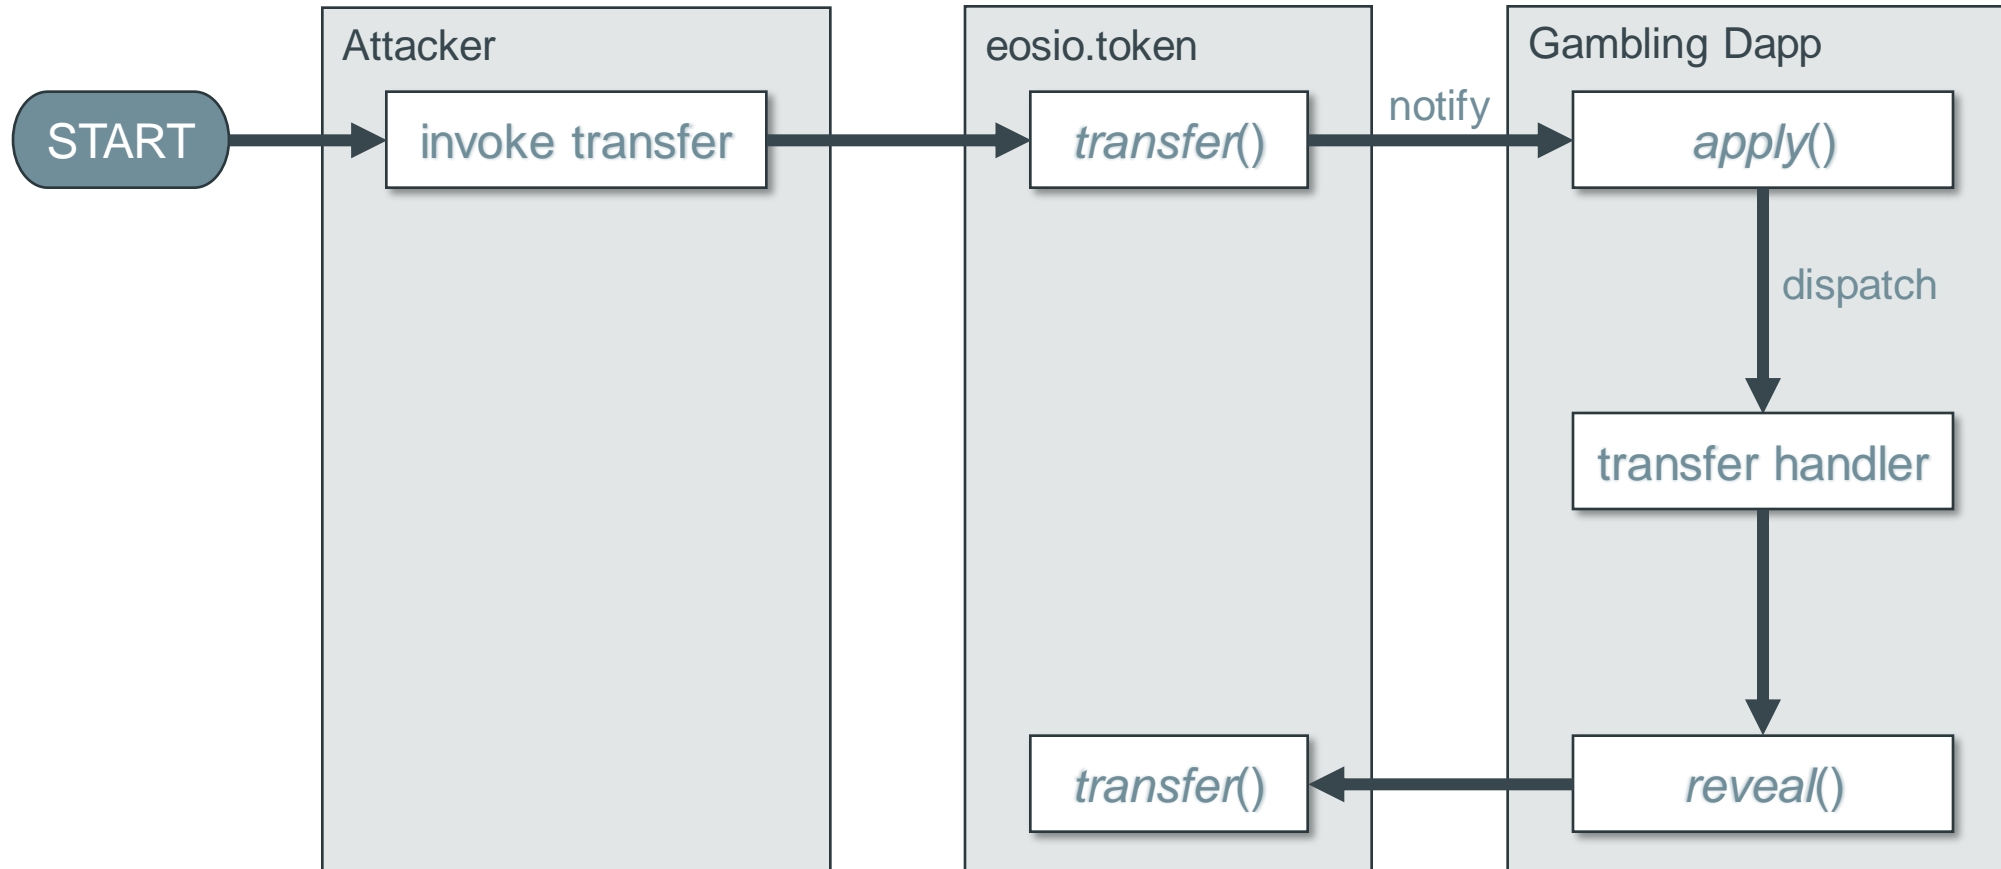 Attacker
eosio.token
Gambling Dapp
START
invoke transfer
transfer()
notify
apply()
dispatch
transfer handler
transfer()
reveal()